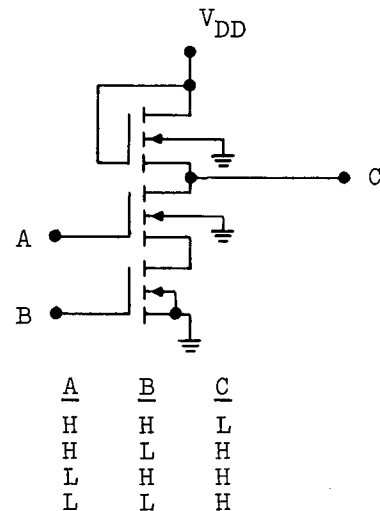 V_DD
C
A
B
A B C
H H L
H L H
L H H
L L H